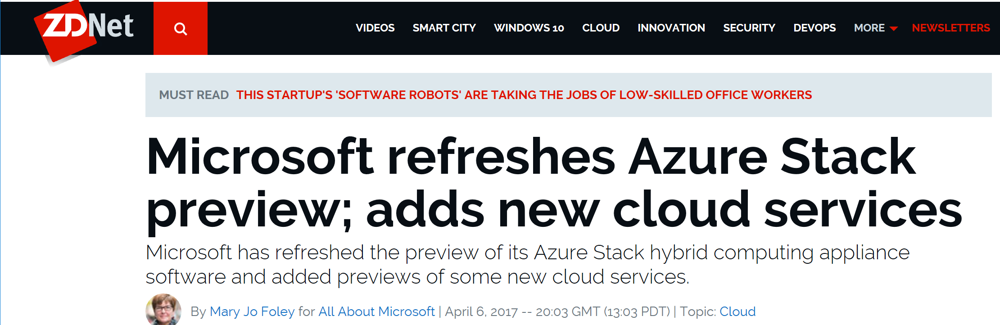 ZDNet
VIDEOS SMART CITY WINDOWS 10 CLOUD INNOVATION SECURITY DEVOPS MORE NEWSLETTERS
MUST READ THIS STARTUP'S 'SOFTWARE ROBOTS' ARE TAKING THE JOBS OF LOW-SKILLED OFFICE WORKERS
Microsoft refreshes Azure Stack
preview; adds new cloud services
Microsoft has refreshed the preview of its Azure Stack hybrid computing appliance
software and added previews of some new cloud services.
By Mary Jo Foley for All About Microsoft | April 6, 2017 -- 20:03 GMT (13:03 PDT) | Topic: Cloud